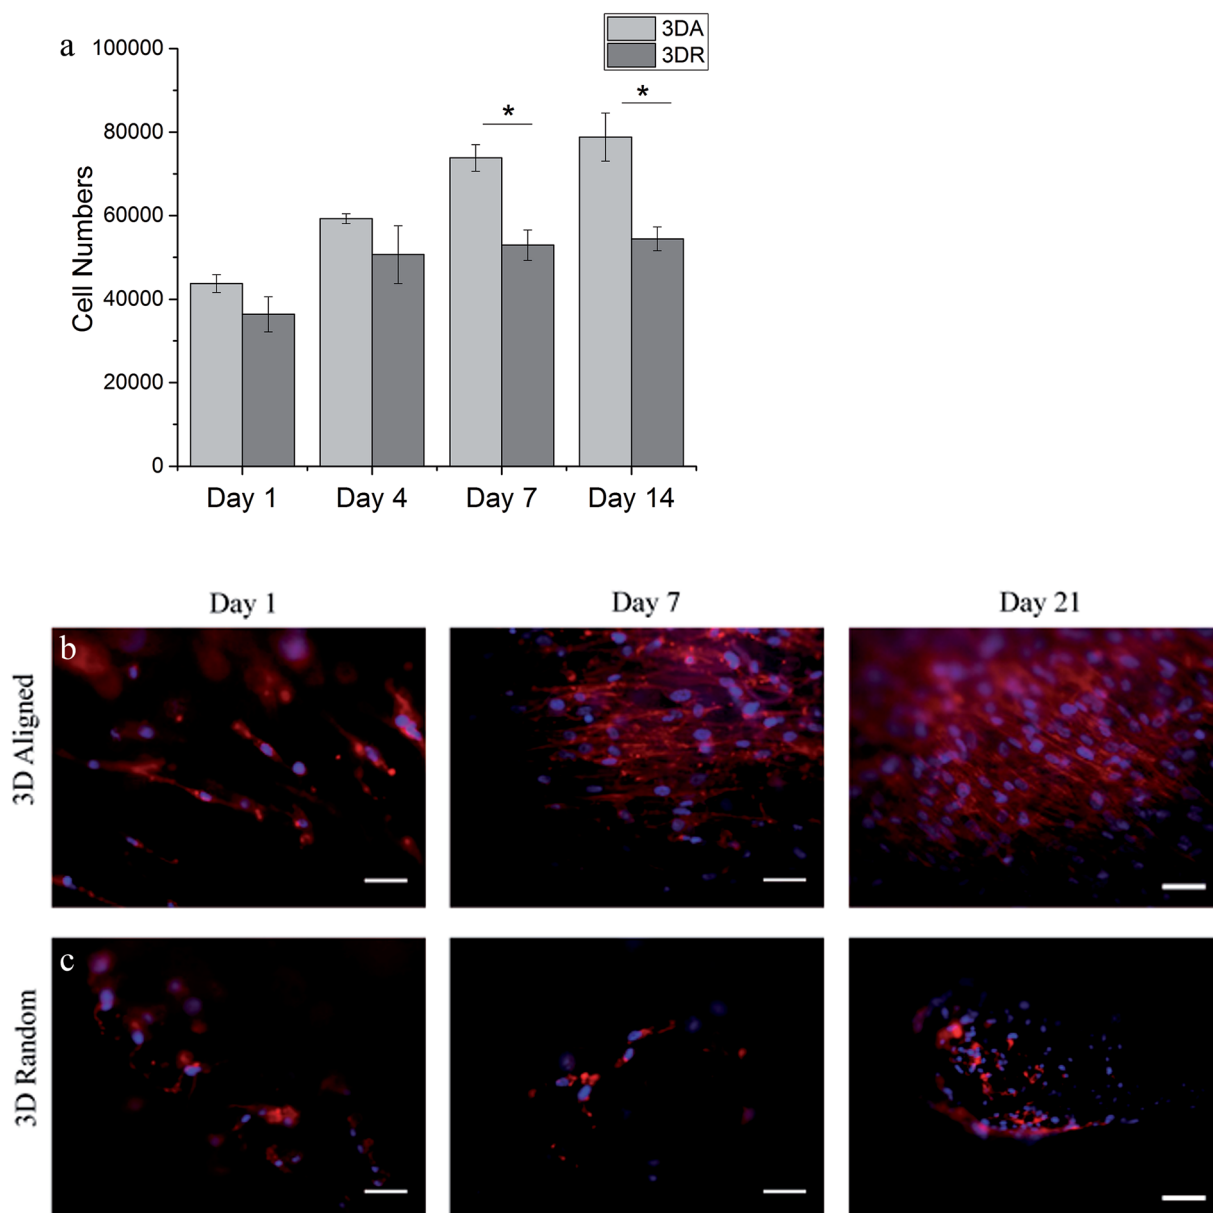 a
3DA
3DR
100000
80000
60000
40000
20000
0
Cell Numbers
*
*
Day 1
Day 4
Day 7
Day 14
Day 1
Day 7
Day 21
3D Aligned
b
3D Random
c